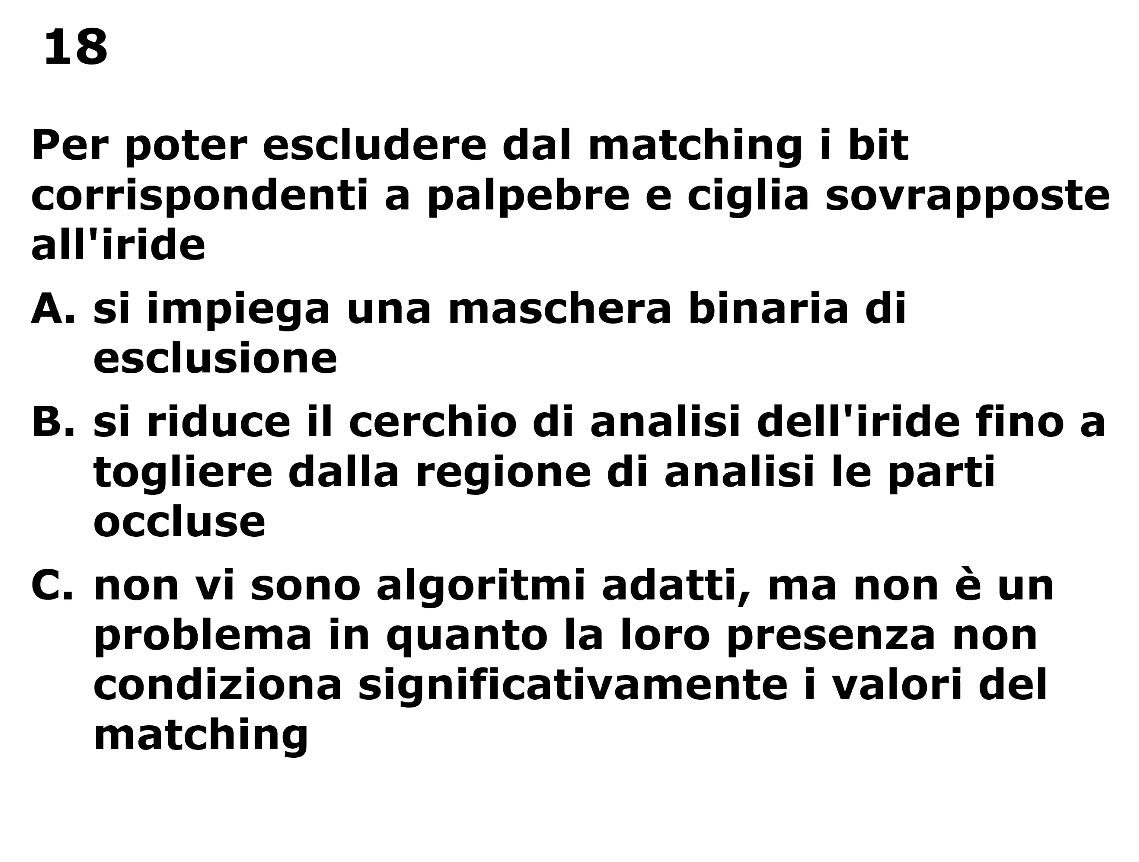 18
Per poter escludere dal matching i bit
corrispondenti a palpebre e ciglia sovrapposte
all'iride
A. si impiega una maschera binaria di
esclusione
B. si riduce il cerchio di analisi dell'iride fino a
togliere dalla regione di analisi le parti
occluse
C. non vi sono algoritmi adatti, ma non è un
problema in quanto la loro presenza non
condiziona significativamente i valori del
matching